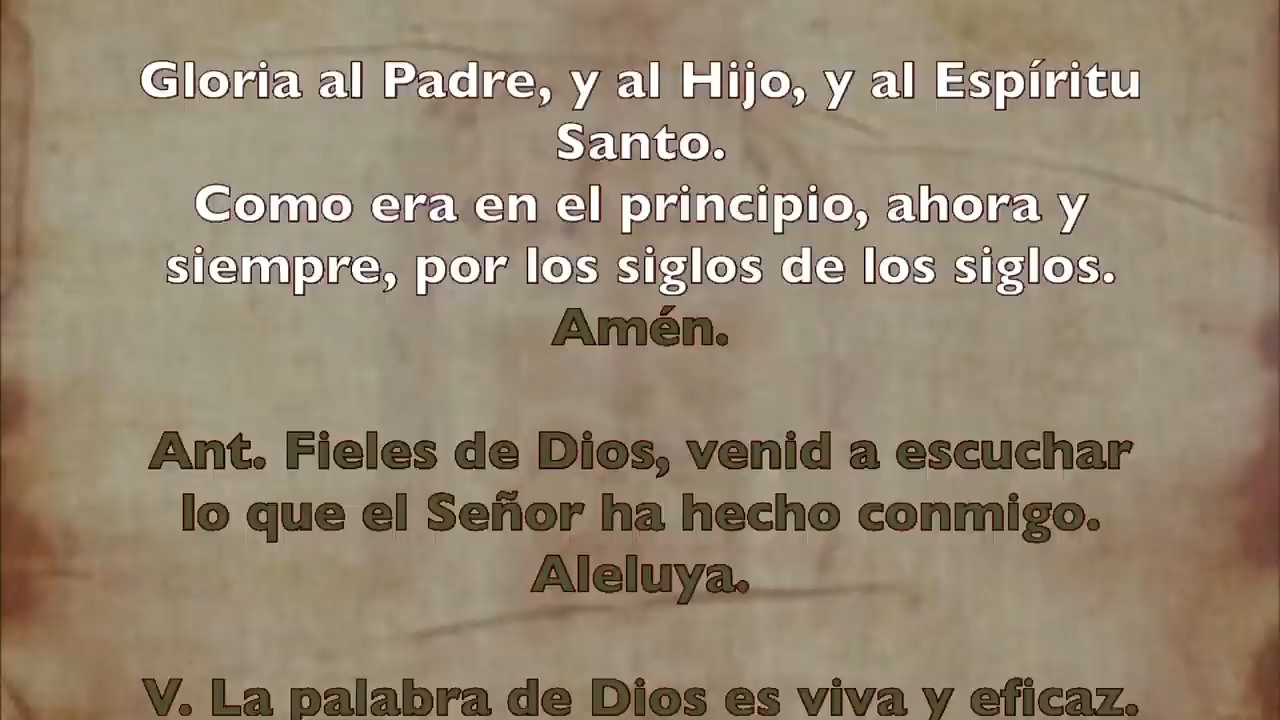 Gloria al Padre, y al Hijo, y al Espíritu
Santo.
Como era en el principio, ahora y
siempre, por los siglos de los siglos.
Amén.
Ant. Fieles de Dios, venid a escuchar
lo que el Señor ha hecho conmigo.
Aleluya.
V. La palabra de Dios es viva y eficaz.